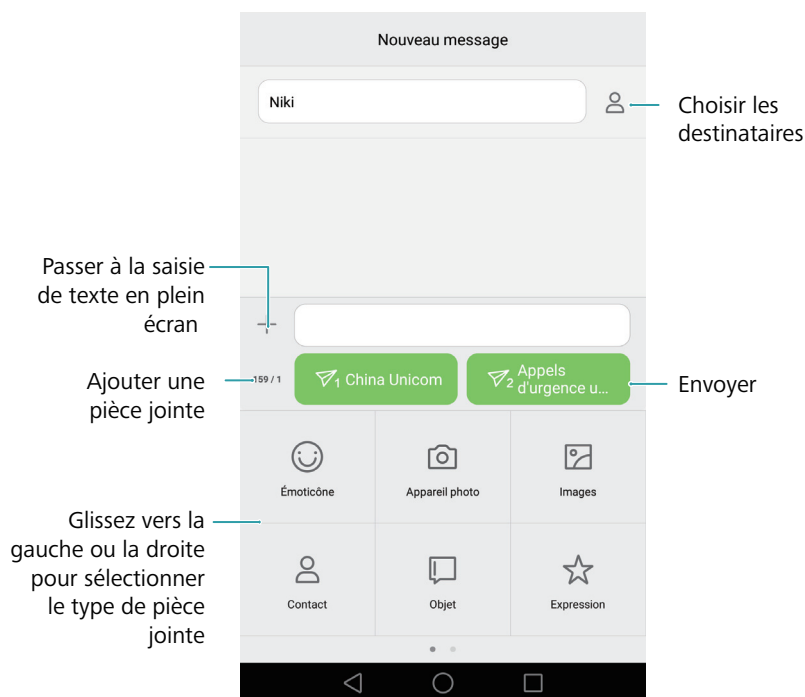 Nouveau message
Niki
Choisir les
destinataires
Passer à la saisie
de texte en plein
écran
Ajouter une
pièce jointe
159 / 1
1 China Unicom
2 Appels
d'urgence u...
Envoyer
Émoticône
Appareil photo
Images
Glissez vers la
gauche ou la droite
pour sélectionner
le type de pièce
jointe
Contact
Objet
Expression